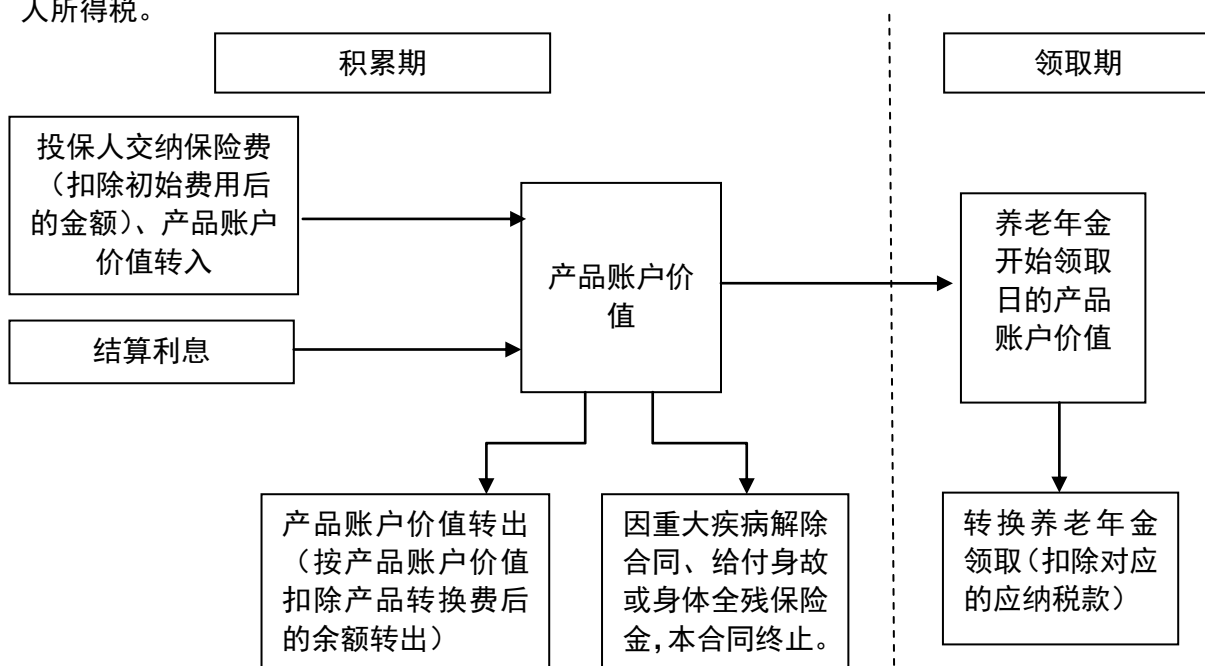 人所得税。
积累期
领取期
投保人交纳保险费
（扣除初始费用后
的金额）、产品账户
价值转入
结算利息
产品账户价
值
养老年金
开始领取
日的产品
账户价值
产品账户价值转出
（按产品账户价值
扣除产品转换费后
的余额转出）
因重大疾病解除
合同、给付身故
或身体全残保险
金，本合同终止。
转换养老年金
领取（扣除对应
的应纳税款）